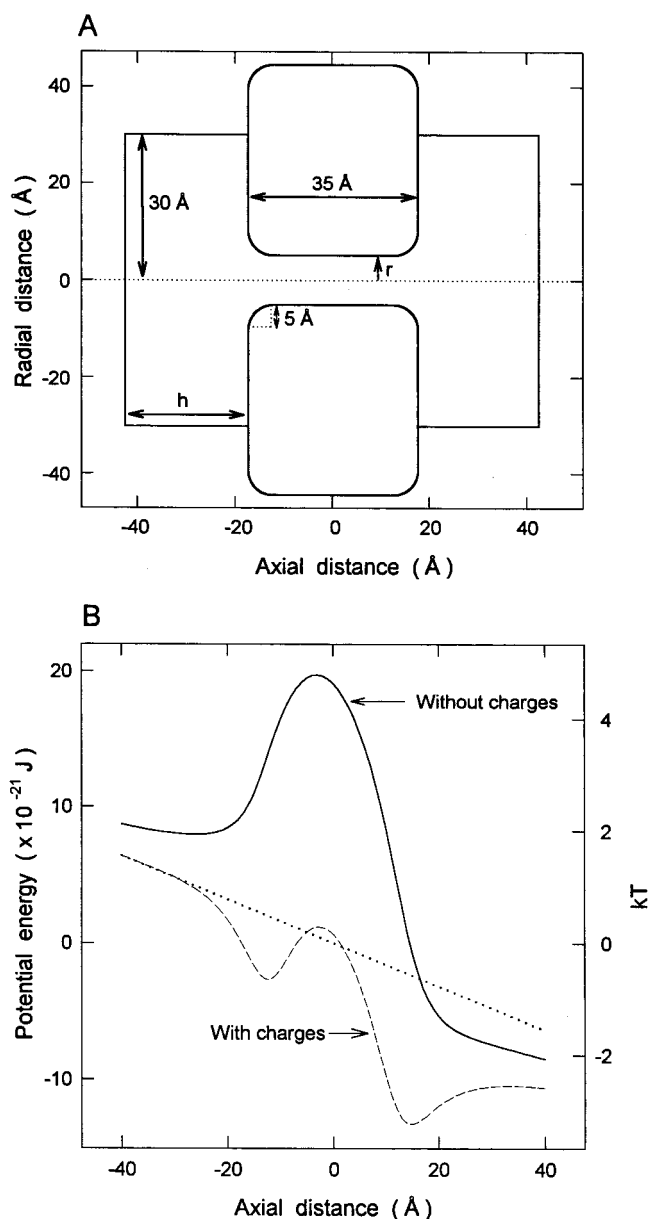 A
Radial distance (Å)
40
20
0
-20
-40
30 Å
35 Å
r
5 Å
h
-40 -20 0 20 40
Axial distance (Å)
B
Potential energy (x 10⁻²¹ J)
20
10
0
-10
Without charges
With charges
4
2
0
-2
kT
-40 -20 0 20 40
Axial distance (Å)